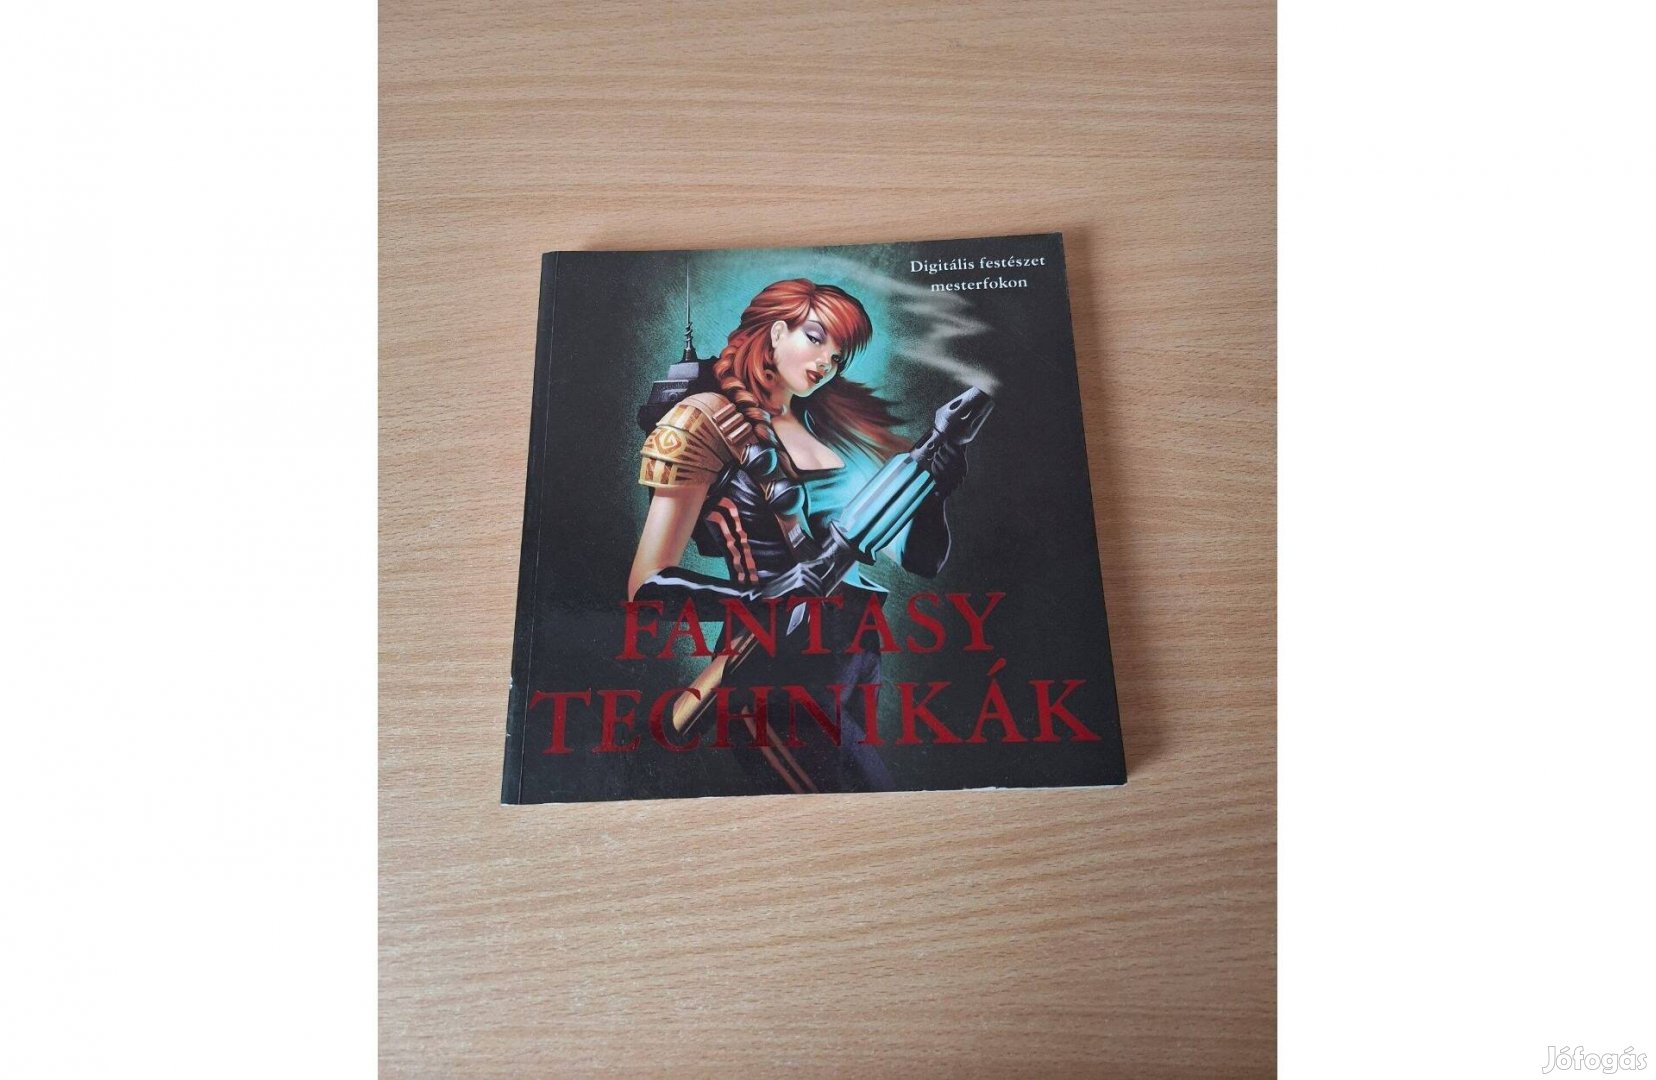 Digitális festészet
mesterfokon
FANTASY
TECHNIKÁK
Jófogás